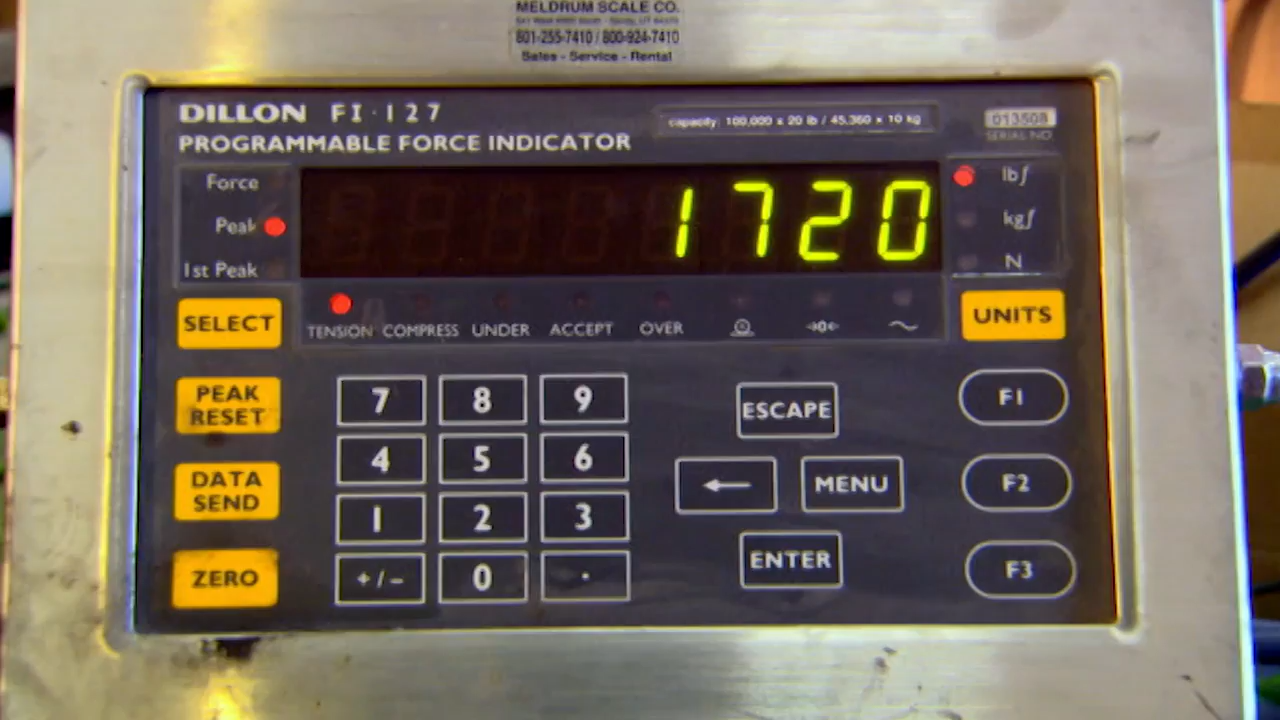 MELDRUM SCALE CO.
801-255-7410 / 800-924-7410
Sales - Service - Rental
DILLON FI-127
capacity: 100,000 x 20 lb / 45,360 x 10 kg
013508
SERIAL NO
PROGRAMMABLE FORCE INDICATOR
Force
Peak
1st Peak
1720
lbf
kgf
N
SELECT
TENSION COMPRESS UNDER ACCEPT OVER →0←
UNITS
PEAK RESET
7 8 9
ESCAPE
F1
4 5 6
← MENU
F2
DATA SEND
1 2 3
ENTER
F3
ZERO
+/- 0 .